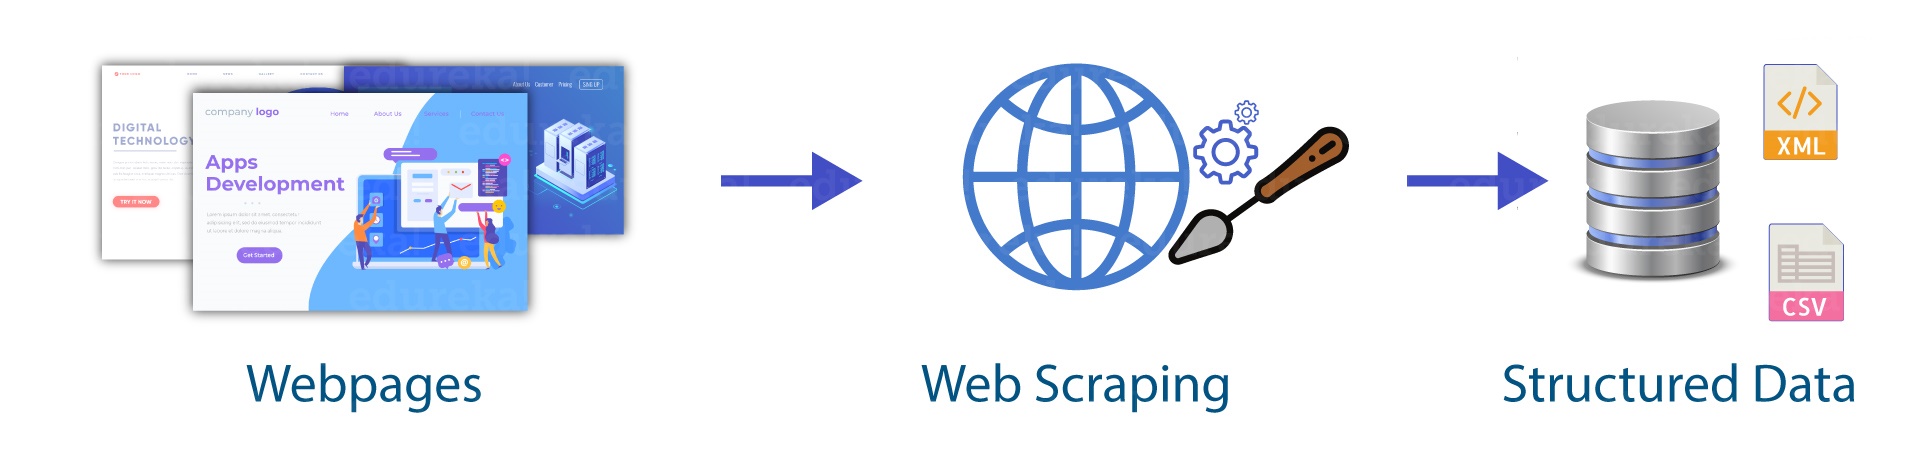 DIGITAL
TECHNOLOGY
TRY IT NOW
company logo
Home
About Us
Services
Contact Us
Apps
Development
Get Started
About Us
Customer
Pricing
SIGN UP
edureka!
XML
CSV
Webpages
Web Scraping
Structured Data